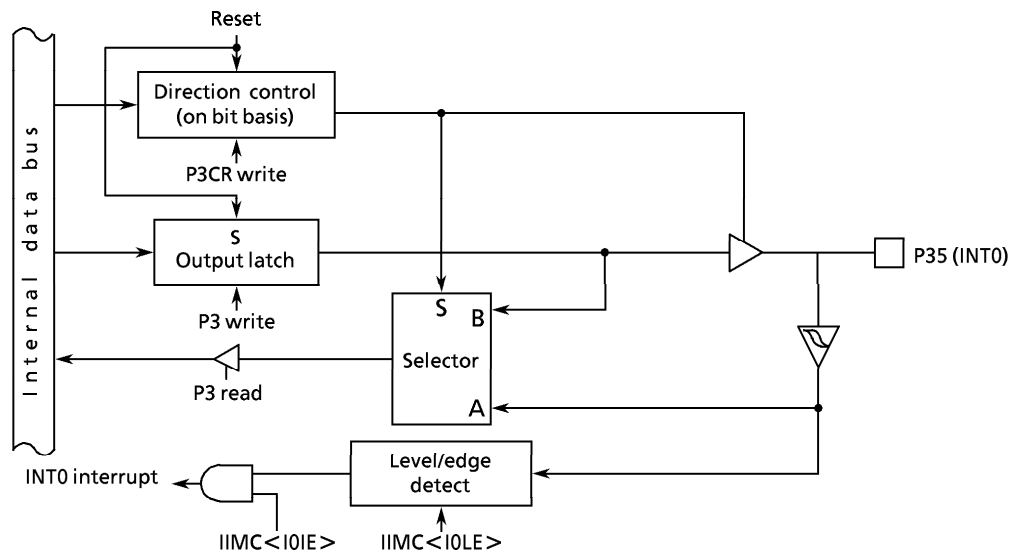 Reset
Direction control
(on bit basis)
P3CR write
Internal data bus
S
Output latch
P3 write
P35 (INT0)
S
B
Selector
A
P3 read
Level/edge
detect
INT0 interrupt
IIMC<I0IE>
IIMC<I0LE>